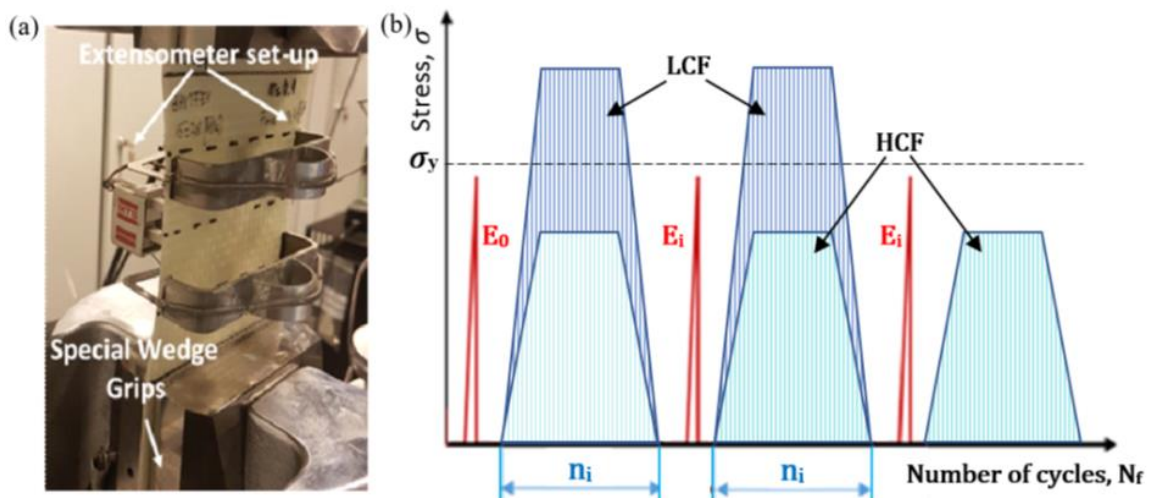 (a)
Extensometer set-up
Special Wedge
Grips
(b)
Stress, σ
LCF
HCF
σy
E0
Ei
Ei
ni
ni
Number of cycles, Nf